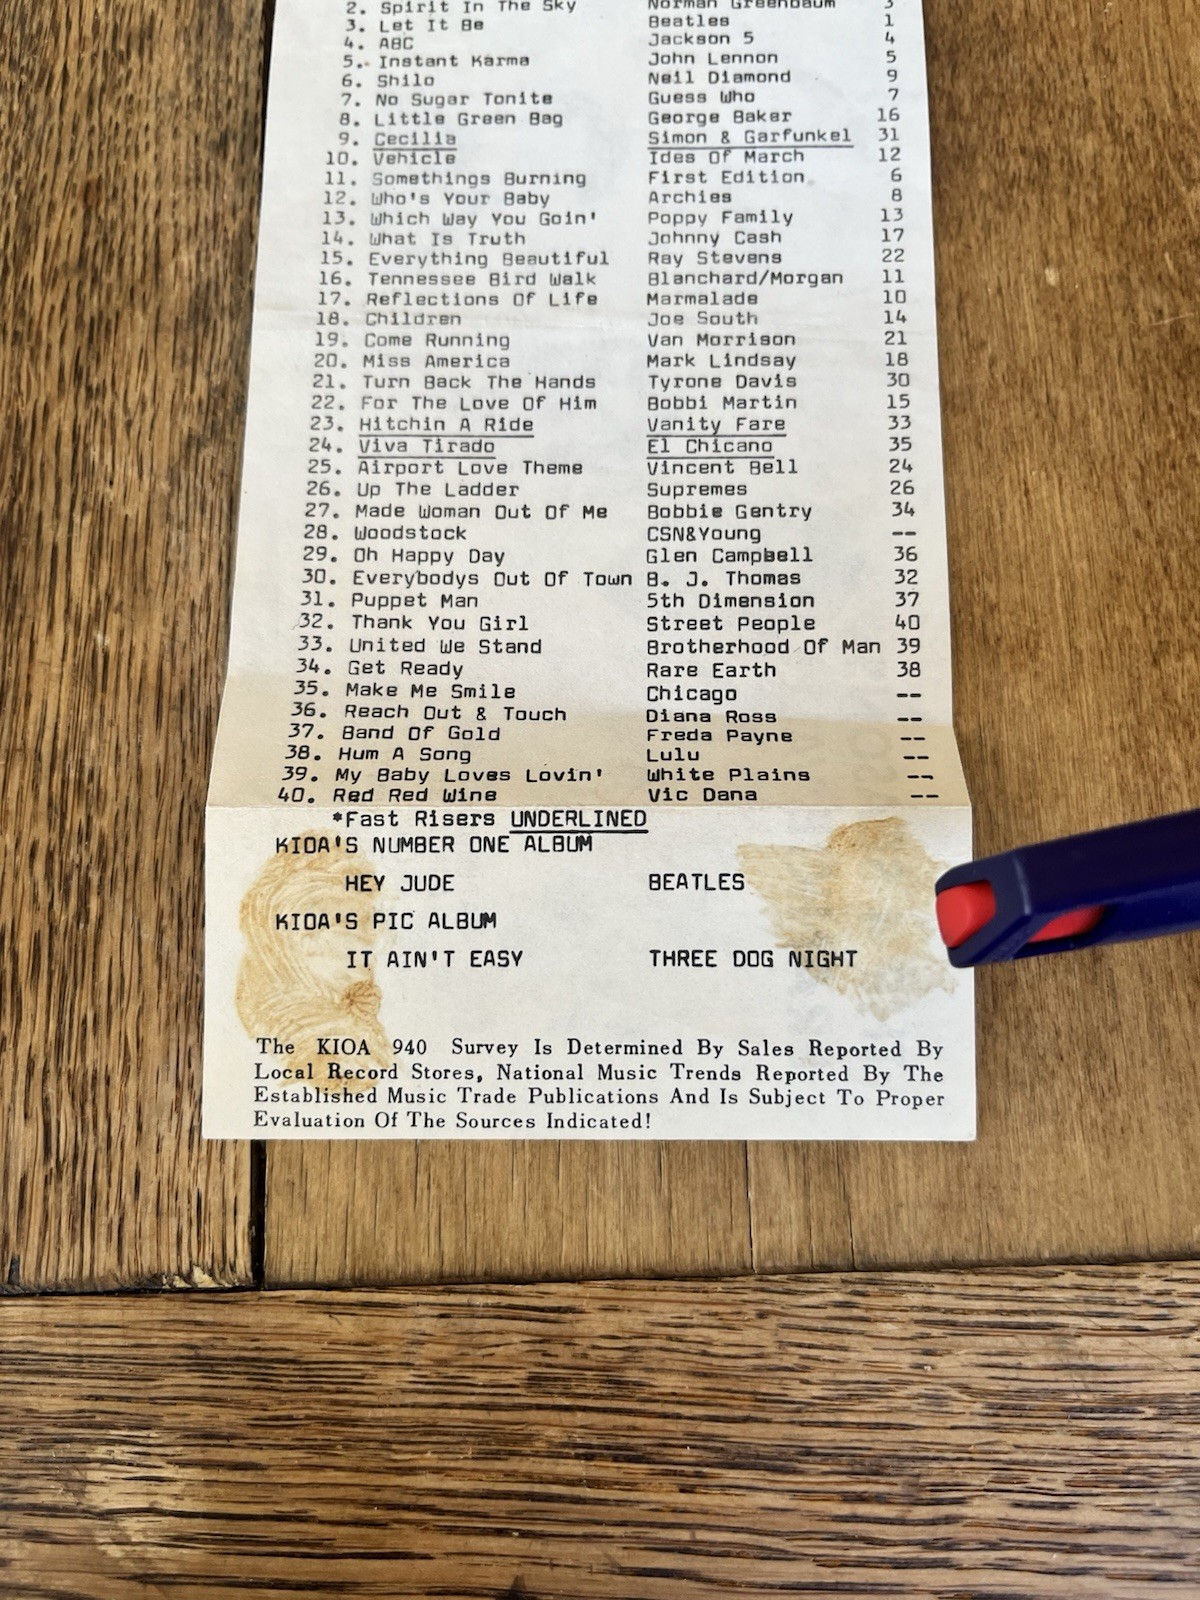 2. Spirit In The Sky Norman Greenbaum 3
3. Let It Be Beatles 1
4. ABC Jackson 5 4
5. Instant Karma John Lennon 5
6. Shilo Neil Diamond 9
7. No Sugar Tonite Guess Who 7
8. Little Green Bag George Baker 16
9. Cecilia Simon & Garfunkel 31
10. Vehicle Ides Of March 12
11. Somethings Burning First Edition 6
12. Who's Your Baby Archies 8
13. Which Way You Goin' Poppy Family 13
14. What Is Truth Johnny Cash 17
15. Everything Beautiful Ray Stevens 22
16. Tennessee Bird Walk Blanchard/Morgan 11
17. Reflections Of Life Marmalade 10
18. Children Joe South 14
19. Come Running Van Morrison 21
20. Miss America Mark Lindsay 18
21. Turn Back The Hands Tyrone Davis 30
22. For The Love Of Him Bobbi Martin 15
23. Hitchin A Ride Vanity Fare 33
24. Viva Tirado El Chicano 35
25. Airport Love Theme Vincent Bell 24
26. Up The Ladder Supremes 26
27. Made Woman Out Of Me Bobbie Gentry 34
28. Woodstock CSN&Young --
29. Oh Happy Day Glen Campbell 36
30. Everybodys Out Of Town B. J. Thomas 32
31. Puppet Man 5th Dimension 37
32. Thank You Girl Street People 40
33. United We Stand Brotherhood Of Man 39
34. Get Ready Rare Earth 38
35. Make Me Smile Chicago --
36. Reach Out & Touch Diana Ross --
37. Band Of Gold Freda Payne --
38. Hum A Song Lulu --
39. My Baby Loves Lovin' White Plains --
40. Red Red Wine Vic Dana --
*Fast Risers UNDERLINED
KIOA'S NUMBER ONE ALBUM
HEY JUDE BEATLES
KIOA'S PIC ALBUM
IT AIN'T EASY THREE DOG NIGHT
The KIOA 940 Survey Is Determined By Sales Reported By
Local Record Stores, National Music Trends Reported By The
Established Music Trade Publications And Is Subject To Proper
Evaluation Of The Sources Indicated!